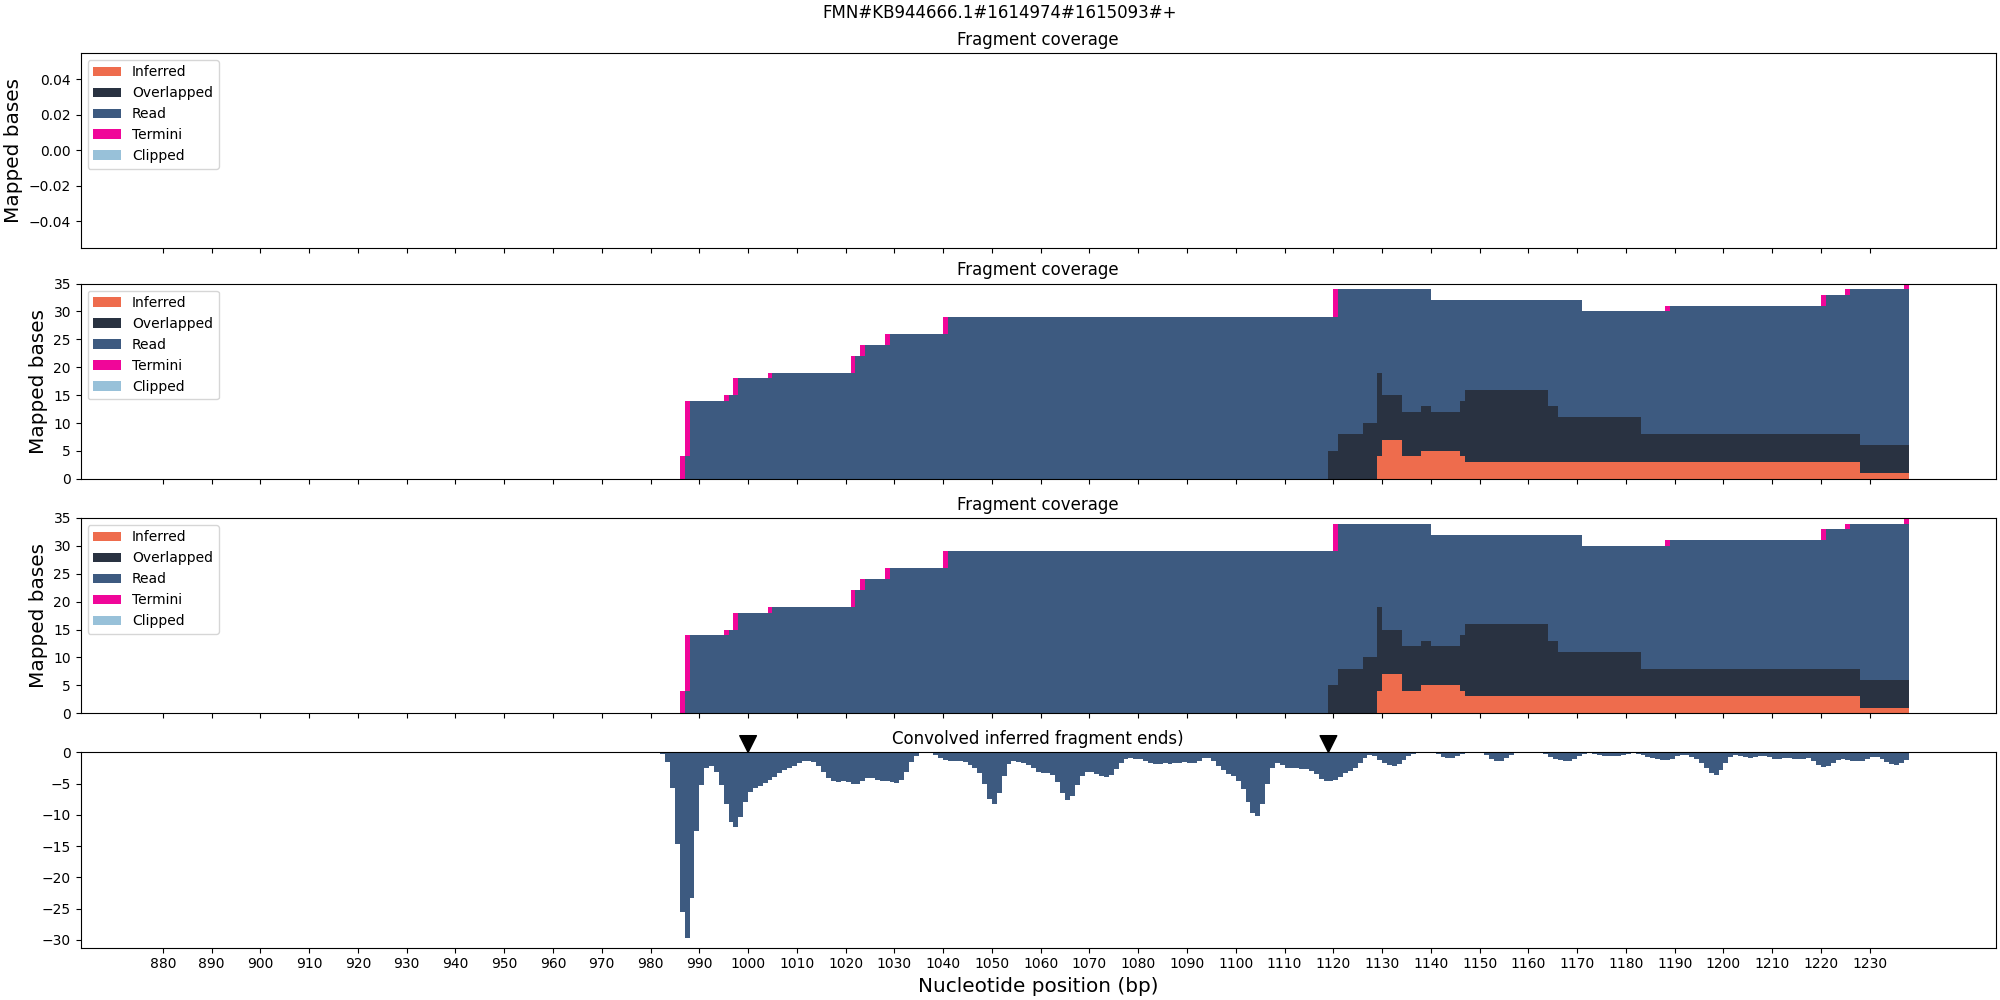 FMN#KB944666.1#1614974#1615093#+
Fragment coverage
Mapped bases
0.04
0.02
0.00
−0.02
−0.04
Inferred
Overlapped
Read
Termini
Clipped
Fragment coverage
Mapped bases
35
30
25
20
15
10
5
0
Inferred
Overlapped
Read
Termini
Clipped
Fragment coverage
Mapped bases
35
30
25
20
15
10
5
0
Inferred
Overlapped
Read
Termini
Clipped
Convolved inferred fragment ends)
0
−5
−10
−15
−20
−25
−30
880 890 900 910 920 930 940 950 960 970 980 990 1000 1010 1020 1030 1040 1050 1060 1070 1080 1090 1100 1110 1120 1130 1140 1150 1160 1170 1180 1190 1200 1210 1220 1230
Nucleotide position (bp)